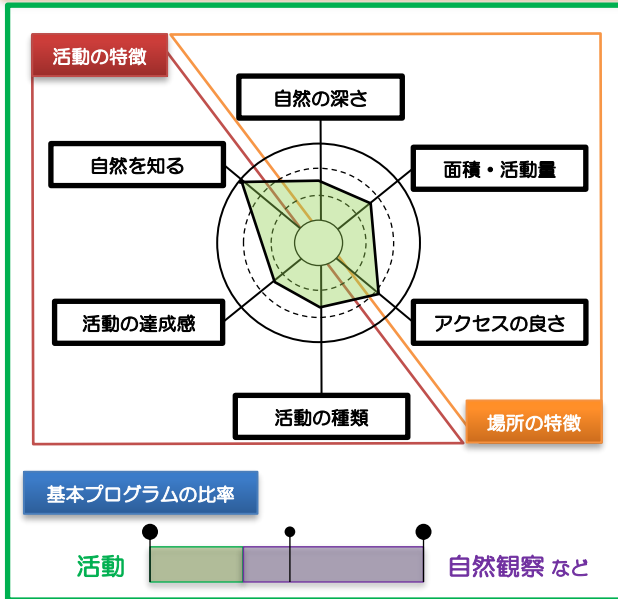 活動の特徴
自然の深さ
自然を知る
面積・活動量
活動の達成感
アクセスの良さ
活動の種類
場所の特徴
基本プログラムの比率
活動
自然観察 など